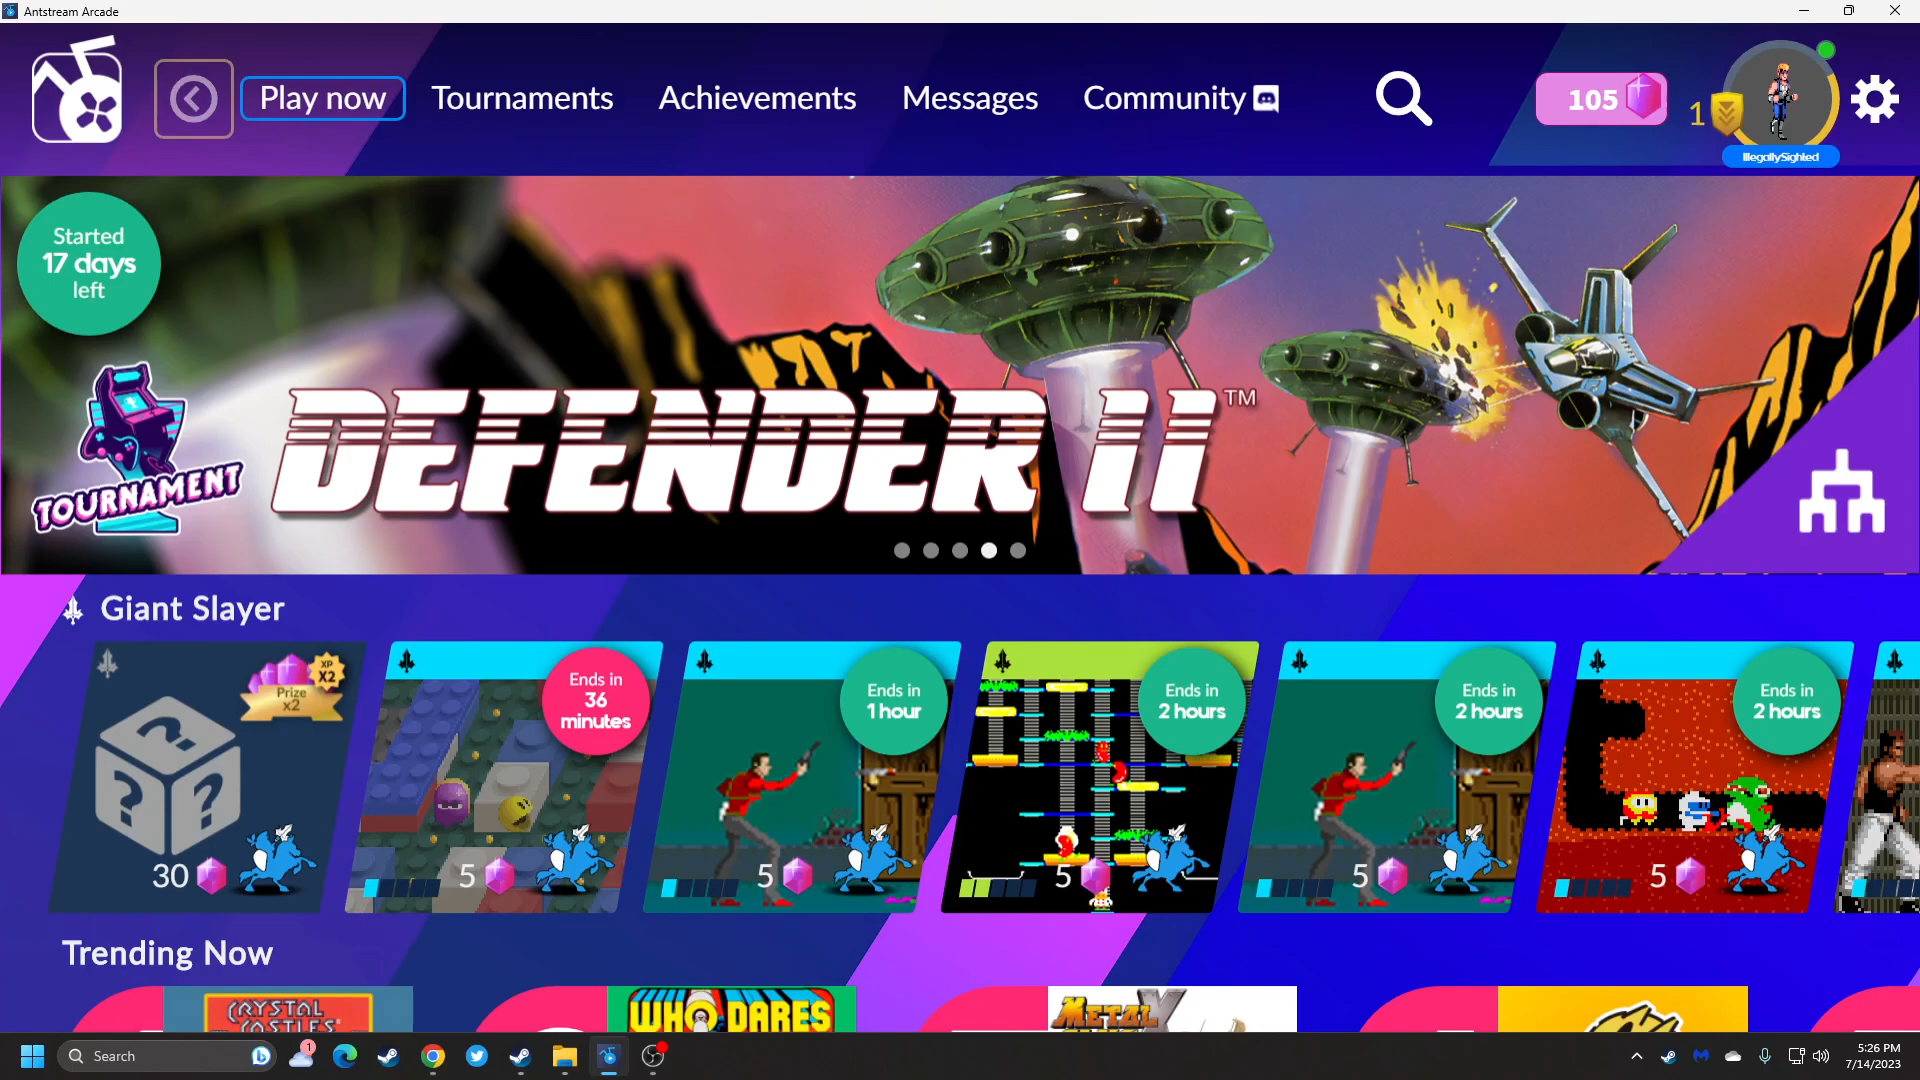 Antstream Arcade
Play now
Tournaments
Achievements
Messages
Community
105
1
IllegallySighted
Started
17 days
left
TOURNAMENT
DEFENDER II™
Giant Slayer
XP
X2
Prize
x2
30
Ends in
36
minutes
5
Ends in
1 hour
5
Ends in
2 hours
5
Ends in
2 hours
5
Ends in
2 hours
5
Trending Now
CRYSTAL
CASTLES
WHO DARES
METAL X
Search
1
5:26 PM
7/14/2023